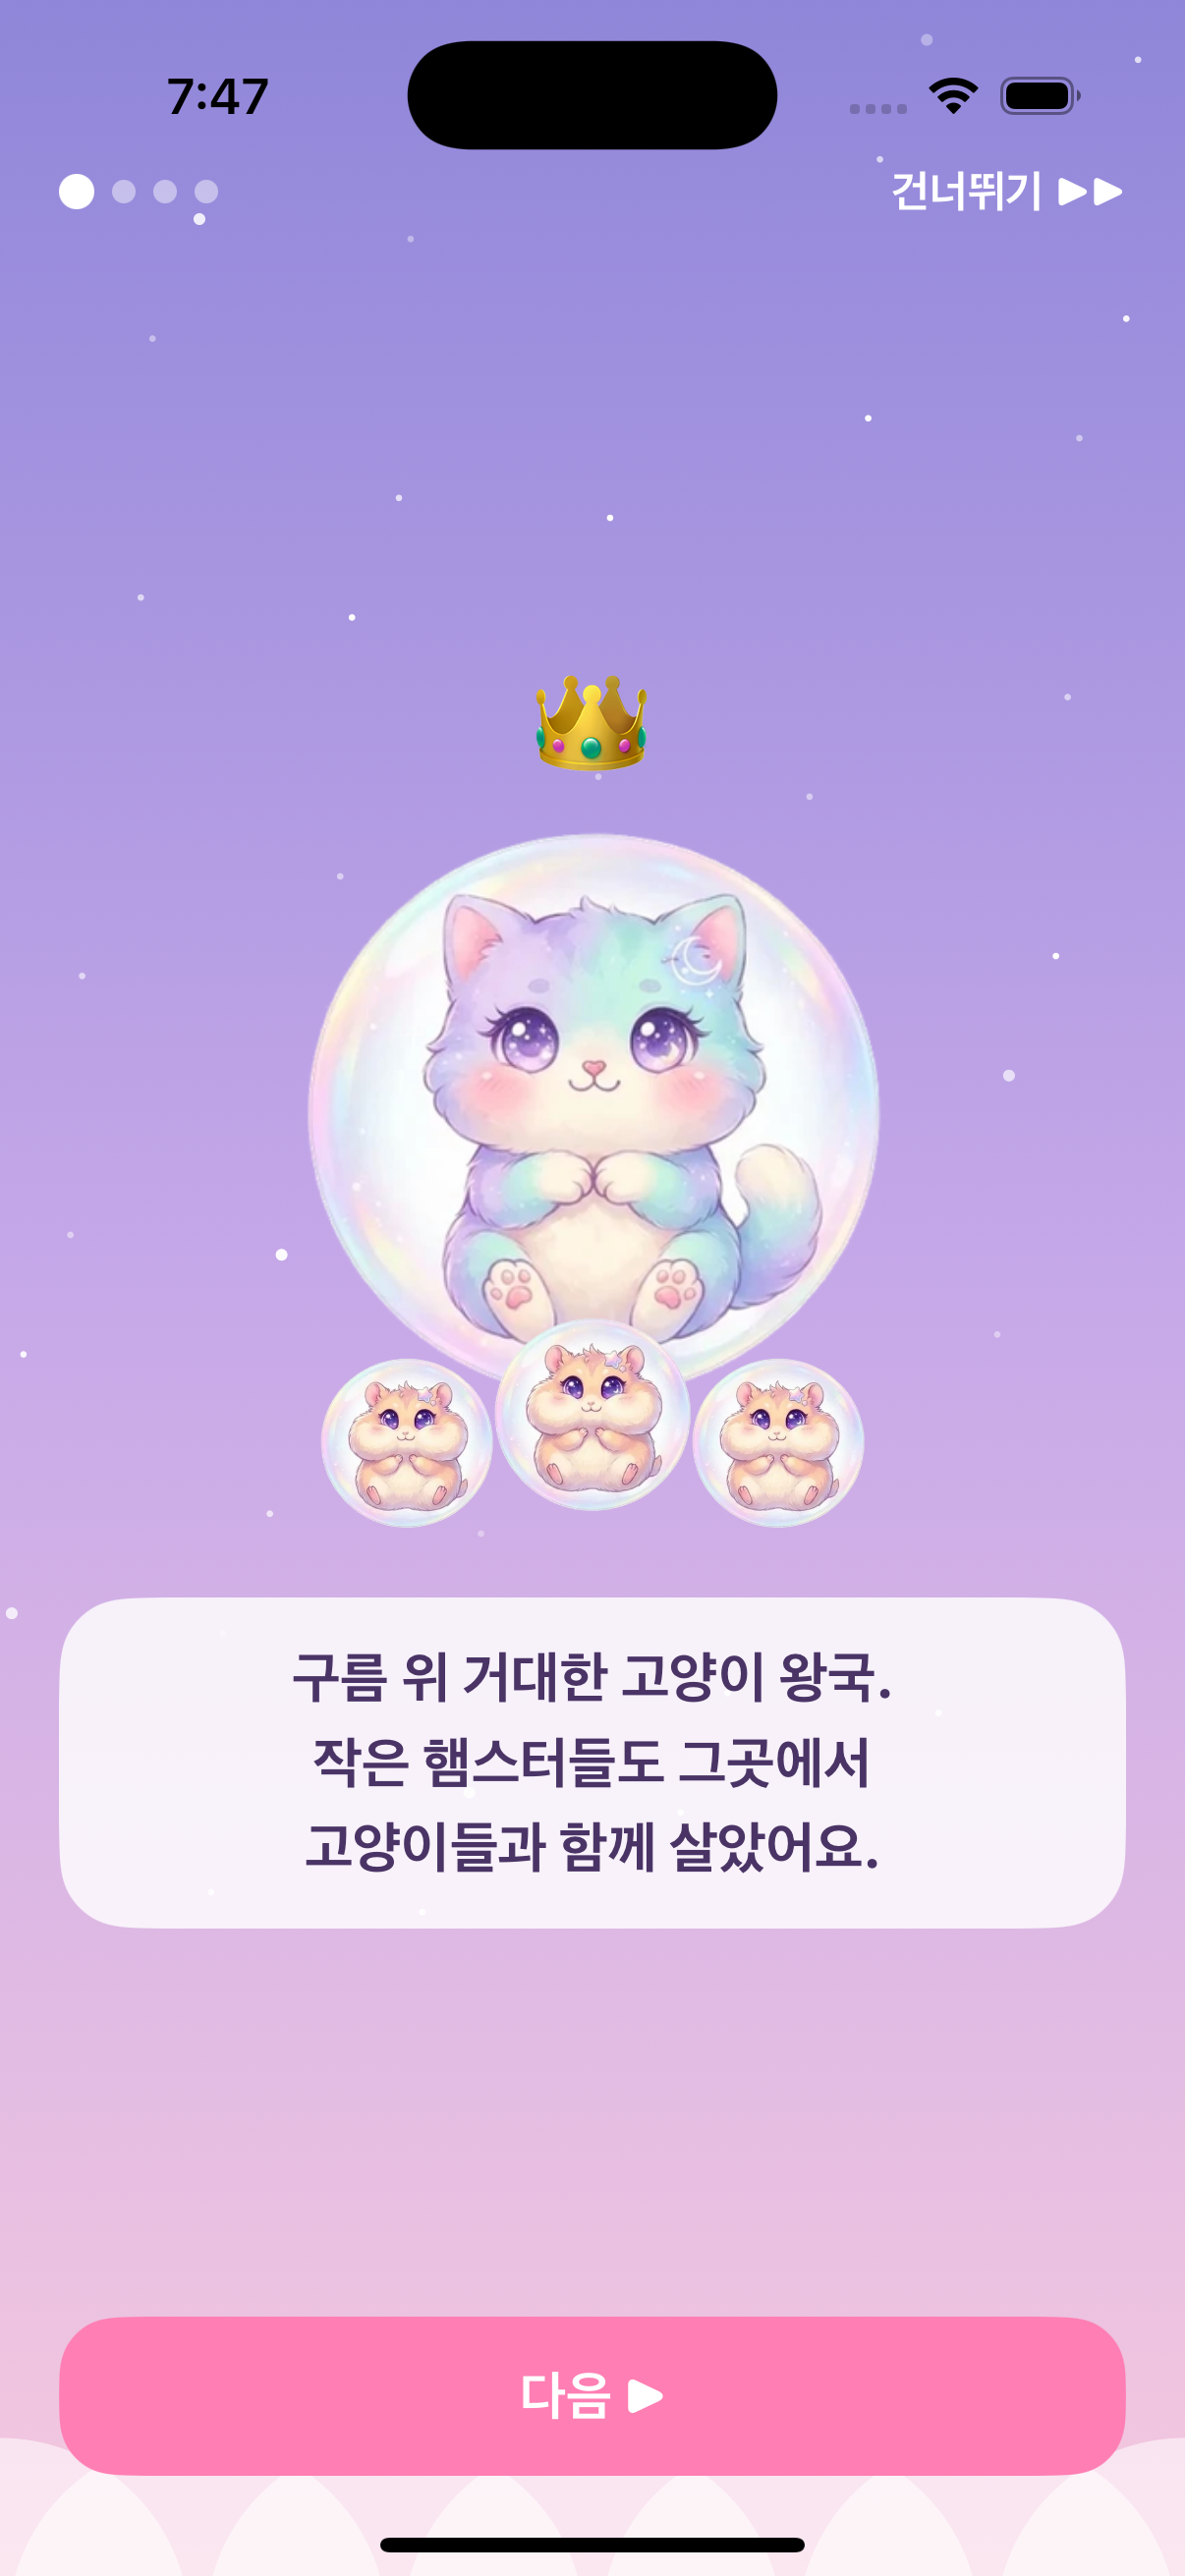 7:47
건너뛰기
구름 위 거대한 고양이 왕국.
작은 햄스터들도 그곳에서
고양이들과 함께 살았어요.
다음